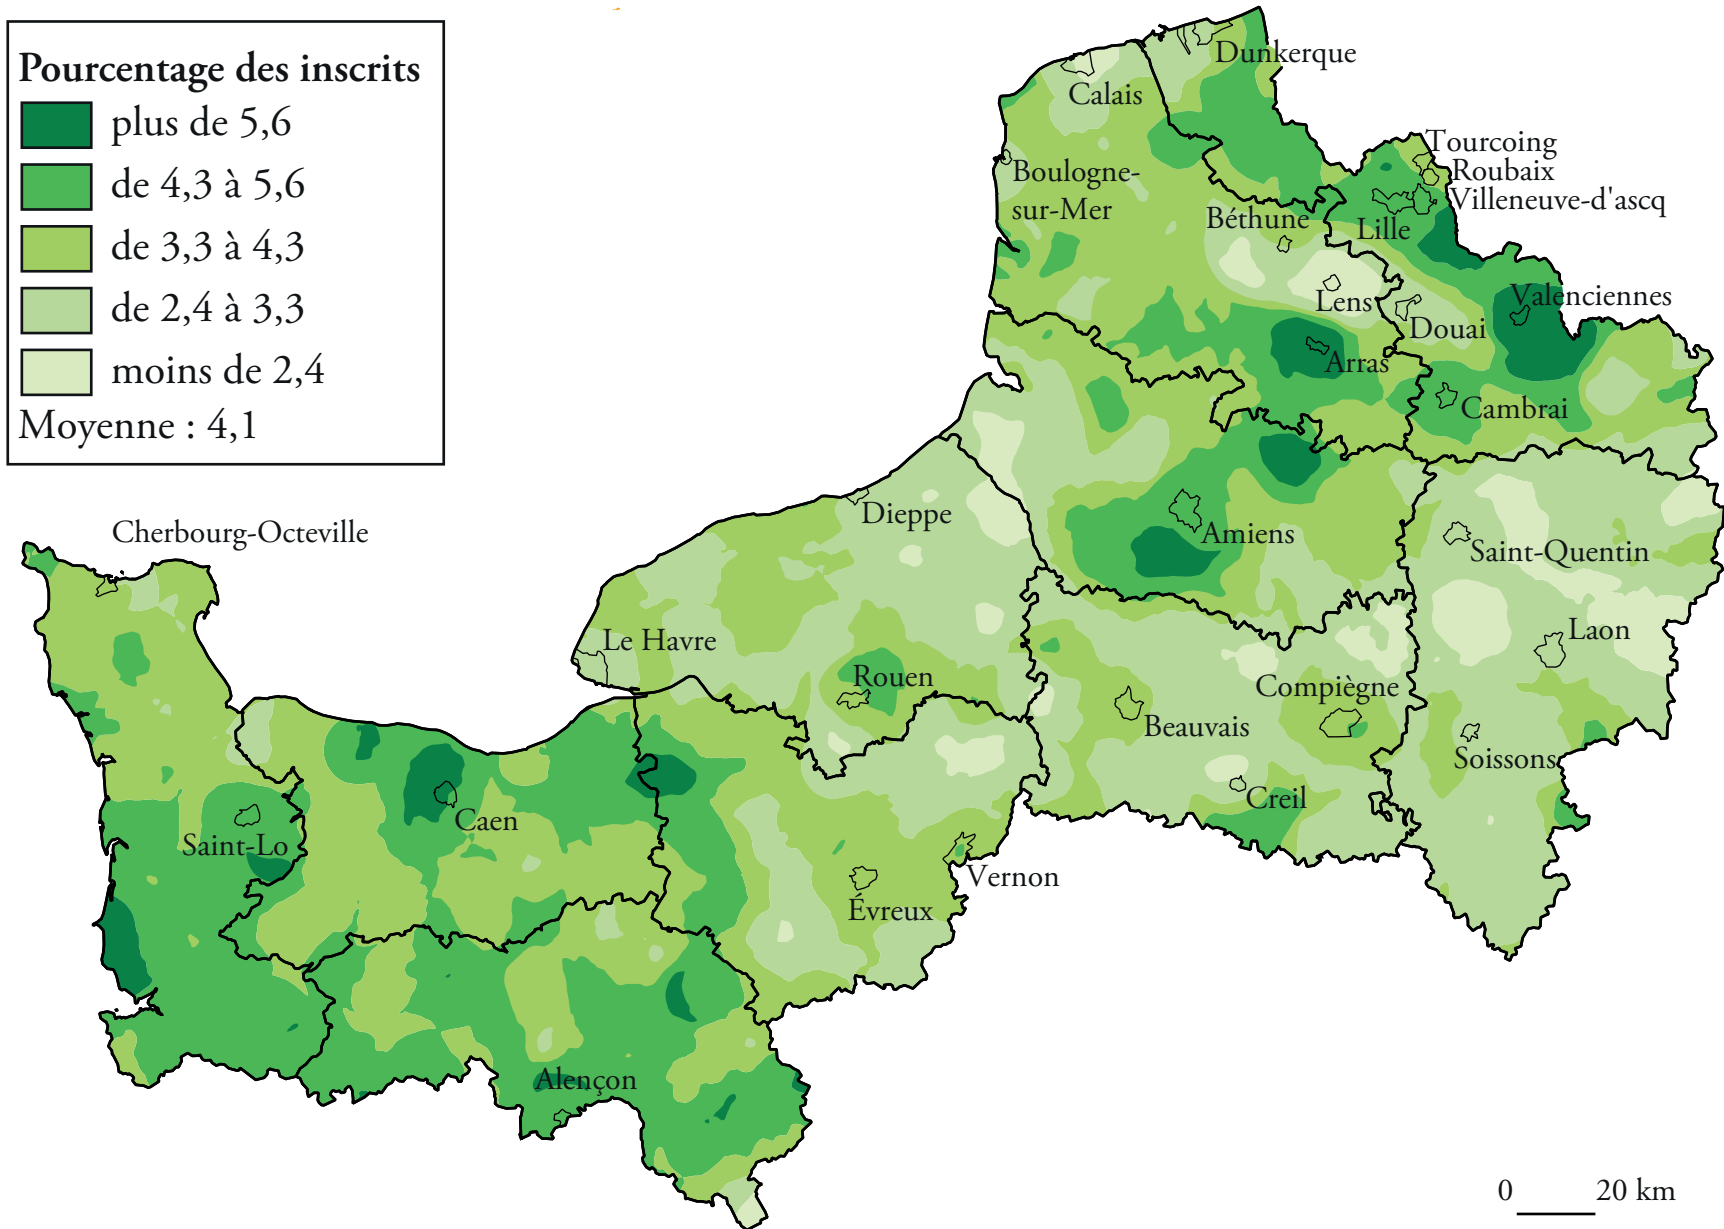 Pourcentage des inscrits
plus de 5,6
de 4,3 à 5,6
de 3,3 à 4,3
de 2,4 à 3,3
moins de 2,4
Moyenne : 4,1
Dunkerque
Calais
Tourcoing
Roubaix
Villeneuve-d'ascq
Boulogne-
sur-Mer
Béthune
Lille
Lens
Valenciennes
Douai
Arras
Cambrai
Dieppe
Amiens
Cherbourg-Octeville
Saint-Quentin
Le Havre
Laon
Rouen
Compiègne
Beauvais
Soissons
Creil
Caen
Saint-Lo
Vernon
Évreux
Alençon
0 20 km